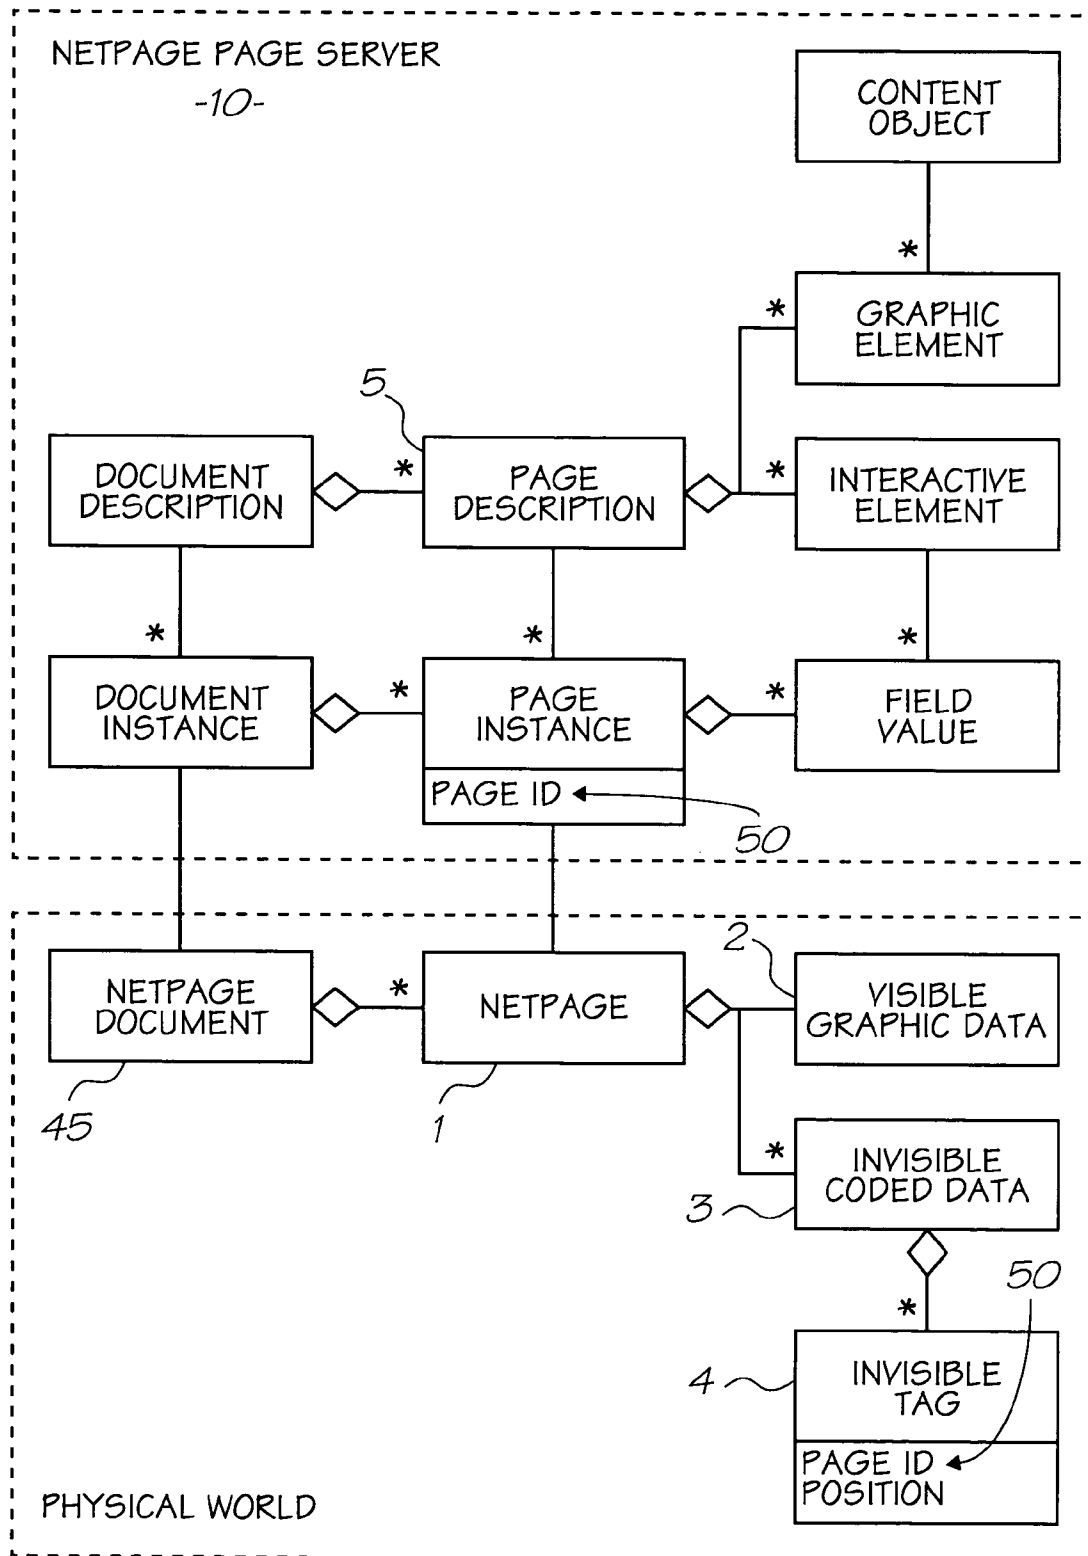 NETPAGE PAGE SERVER
-10-
CONTENT
OBJECT
*
*
GRAPHIC
ELEMENT
5
DOCUMENT
DESCRIPTION
*
PAGE
DESCRIPTION
*
INTERACTIVE
ELEMENT
*
*
*
DOCUMENT
INSTANCE
*
PAGE
INSTANCE
*
FIELD
VALUE
PAGE ID
50
2
NETPAGE
DOCUMENT
*
NETPAGE
VISIBLE
GRAPHIC DATA
45
1
*
INVISIBLE
CODED DATA
3
50
*
4
INVISIBLE
TAG
PAGE ID
POSITION
PHYSICAL WORLD